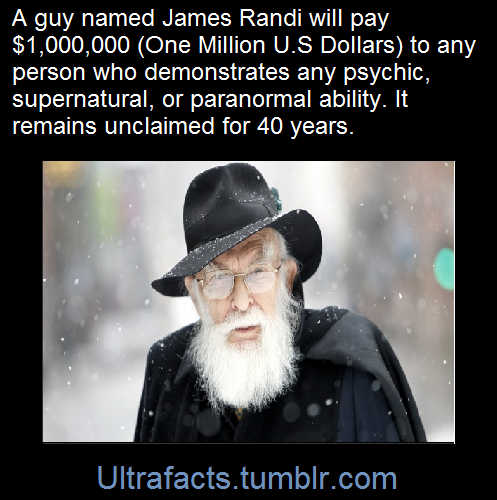 A guy named James Randi will pay
$1,000,000 (One Million U.S Dollars) to any
person who demonstrates any psychic,
supernatural, or paranormal ability. It
remains unclaimed for 40 years.
Ultrafacts.tumblr.com